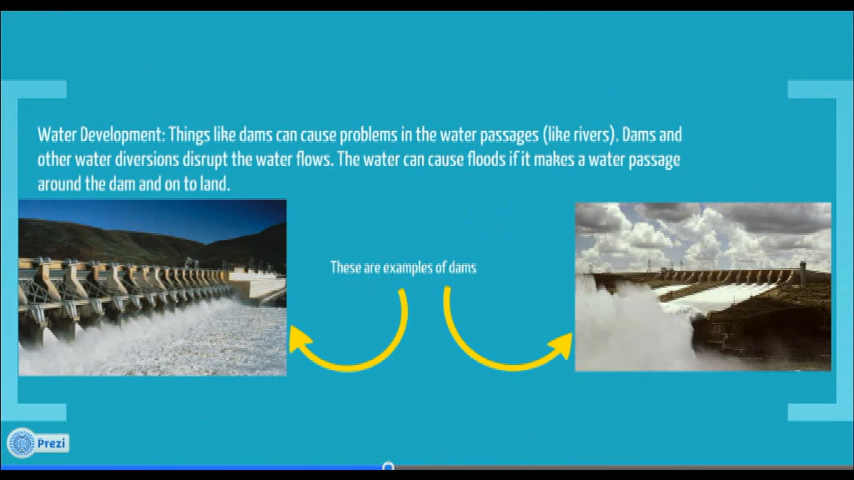 Water Development: Things like dams can cause problems in the water passages (like rivers). Dams and
other water diversions disrupt the water flows. The water can cause floods if it makes a water passage
around the dam and on to land.
These are examples of dams
Prezi